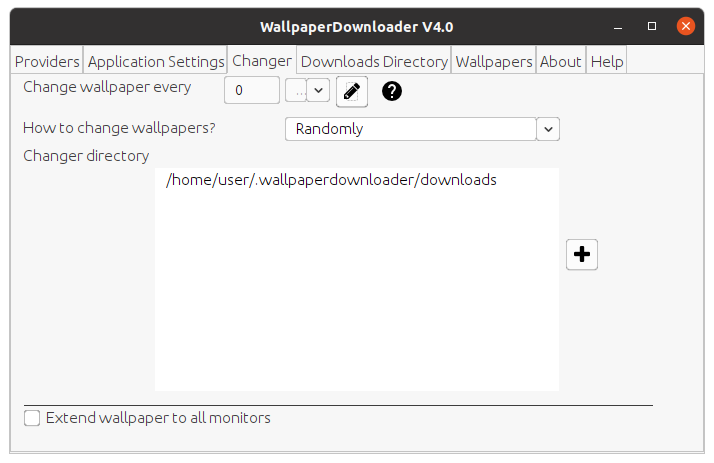 WallpaperDownloader V4.0
Providers Application Settings Changer Downloads Directory Wallpapers About Help
Change wallpaper every 0 ...
How to change wallpapers? Randomly
Changer directory
/home/user/.wallpaperdownloader/downloads
Extend wallpaper to all monitors